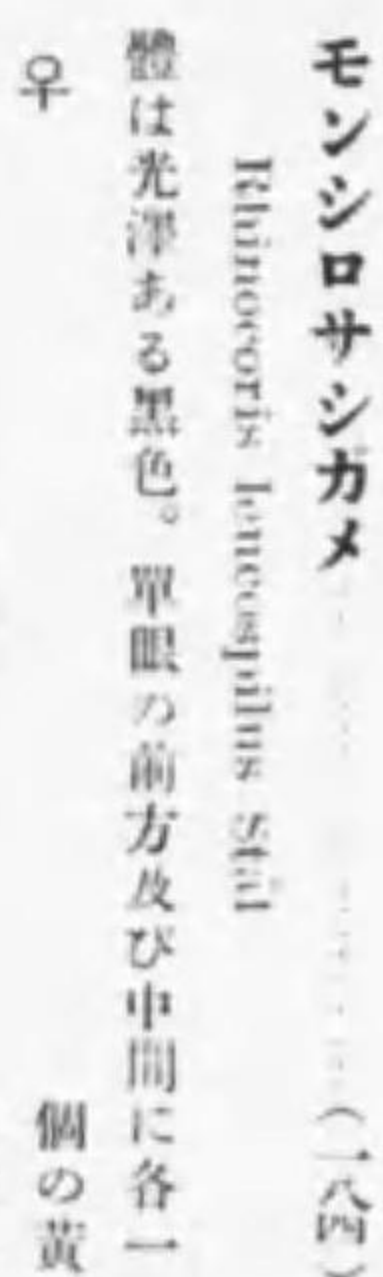 モンシロサシガメ…………(一八四)
Rhinocoris leucospilus Stål
體は光澤ある黑色。單眼の前方及び中間に各一
♀
個の黃